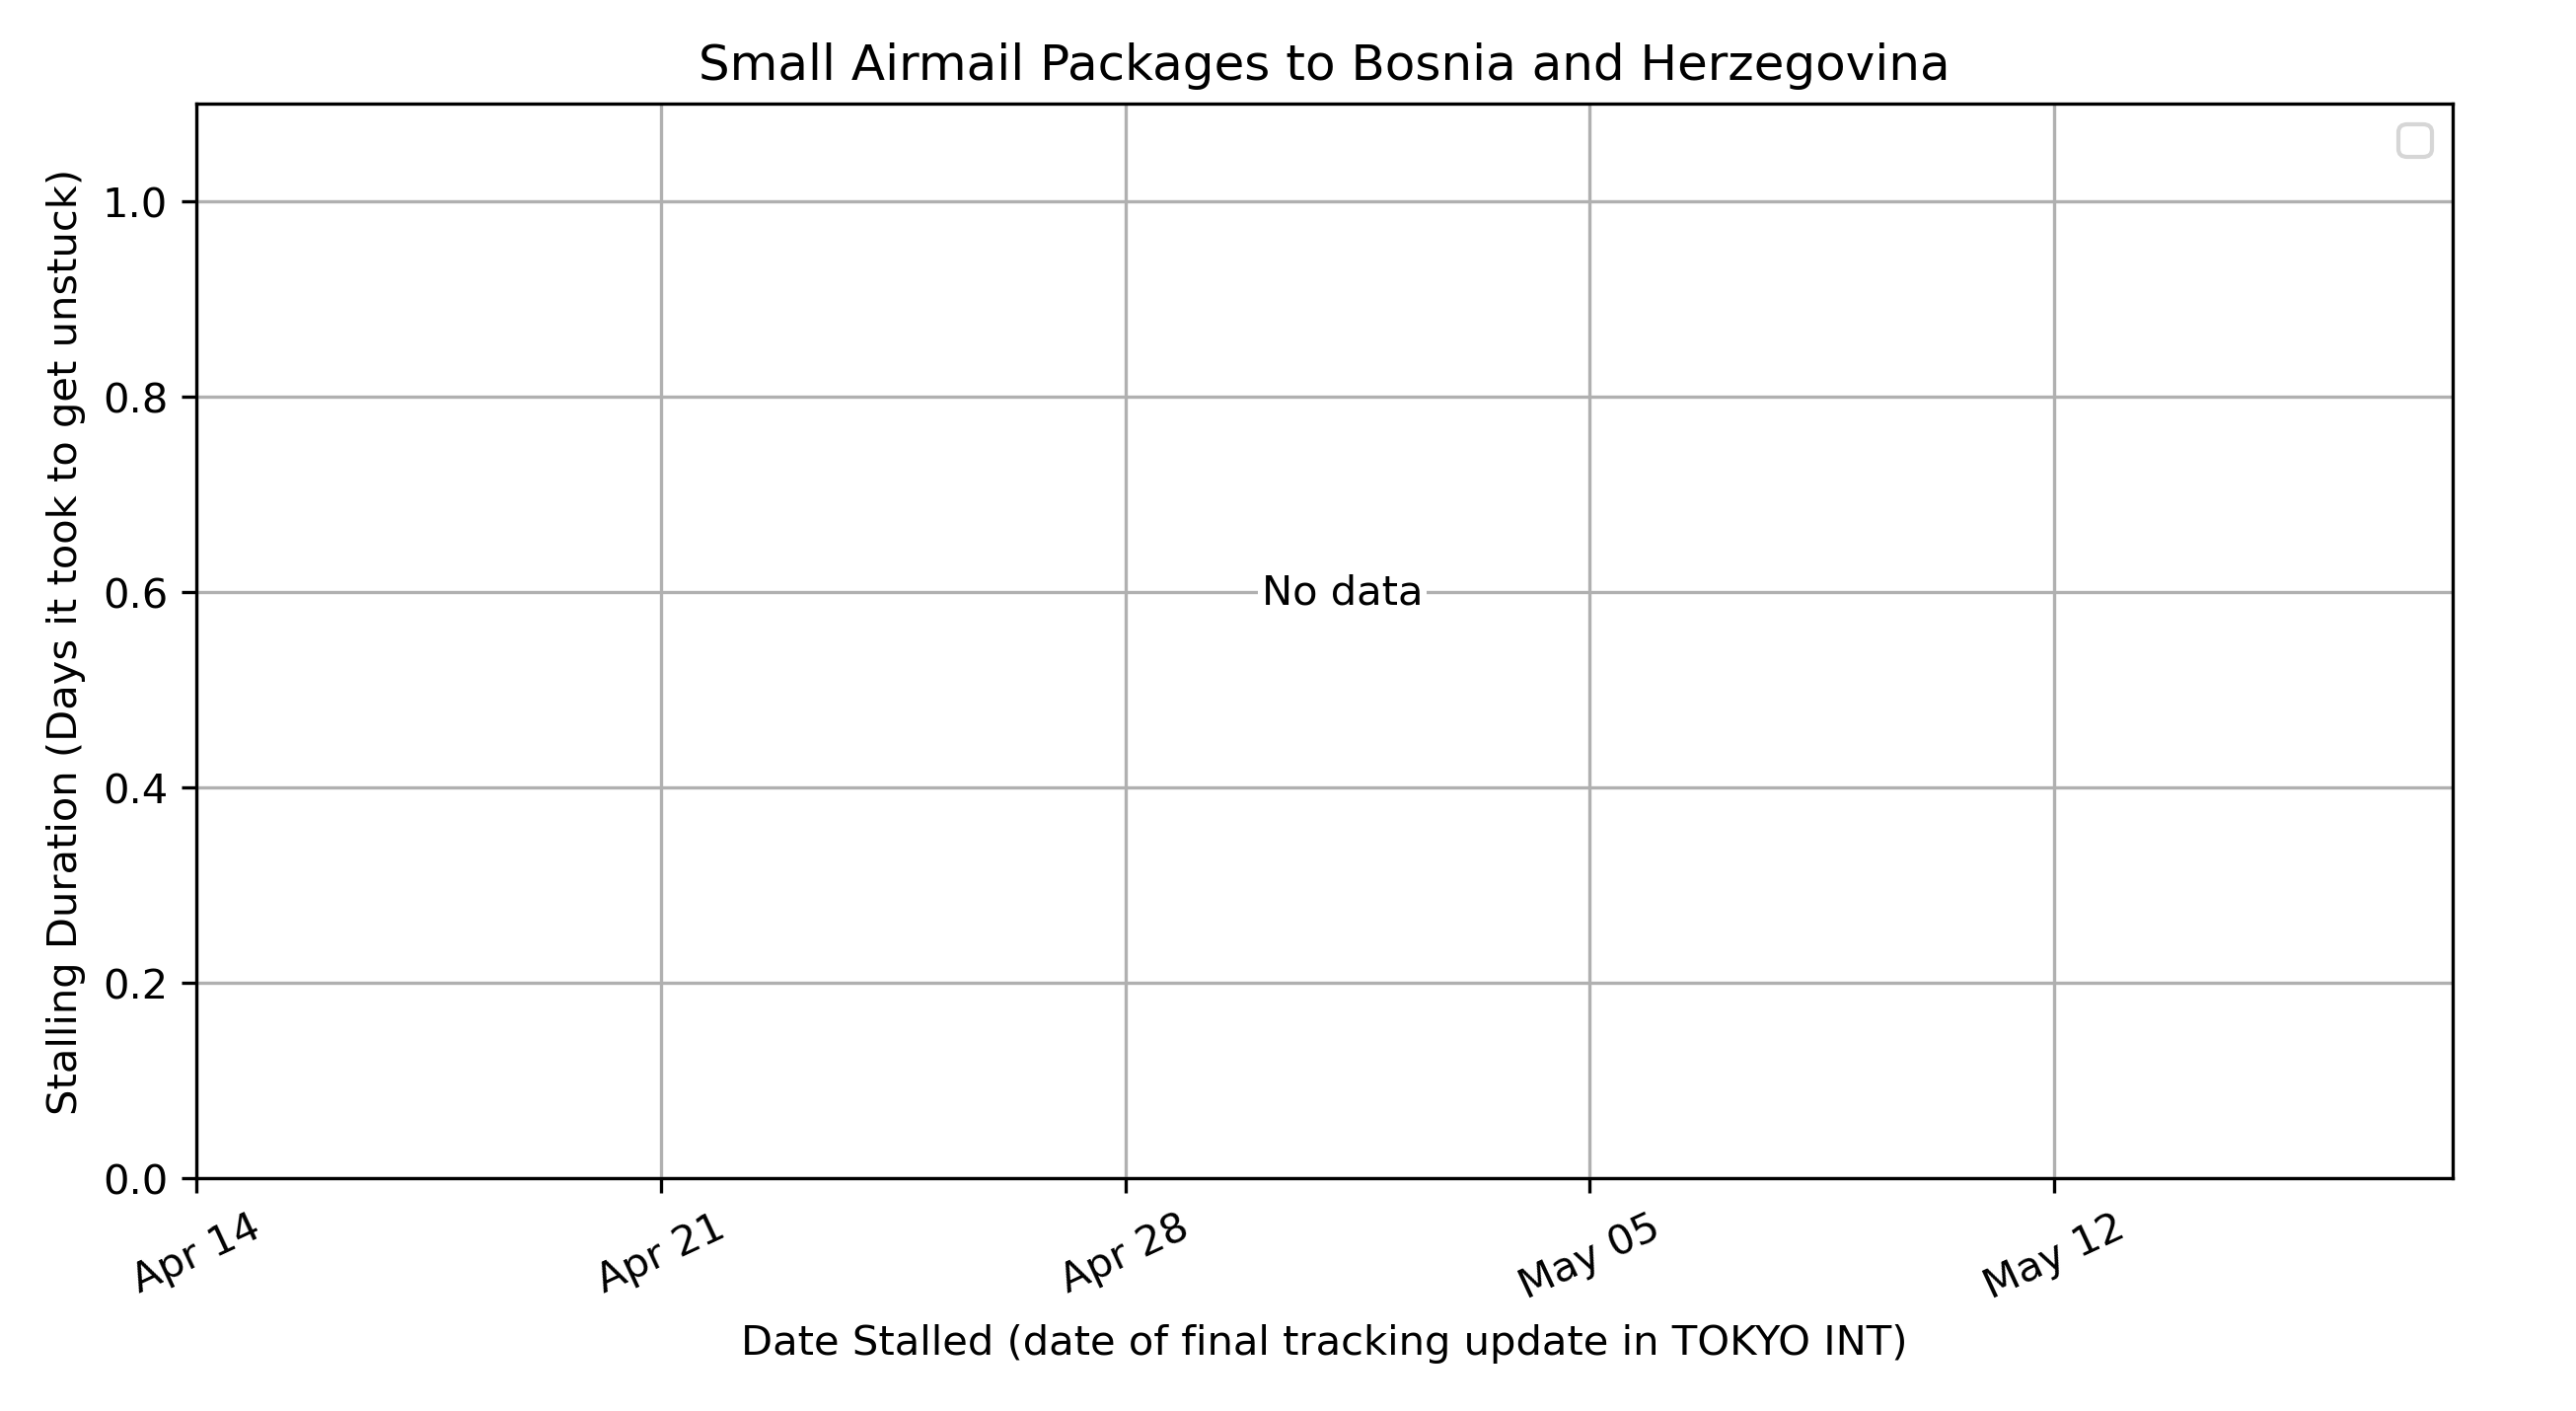 Small Airmail Packages to Bosnia and Herzegovina
Stalling Duration (Days it took to get unstuck)
1.0
0.8
0.6
0.4
0.2
0.0
No data
Apr 14
Apr 21
Apr 28
May 05
May 12
Date Stalled (date of final tracking update in TOKYO INT)